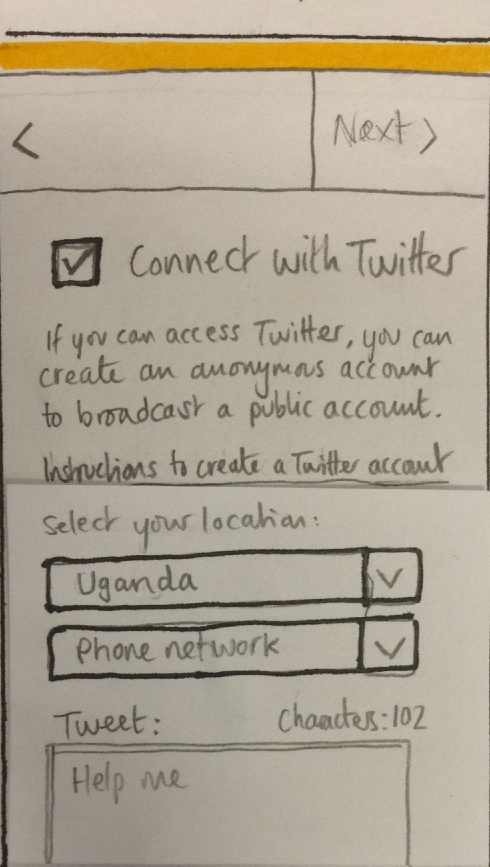 < Next >
Connect with Twitter
If you can access Twitter, you can
create an anonymous account
to broadcast a public account.
Instructions to create a Twitter account
Select your location:
Uganda
Phone network
Tweet: Characters: 102
Help me